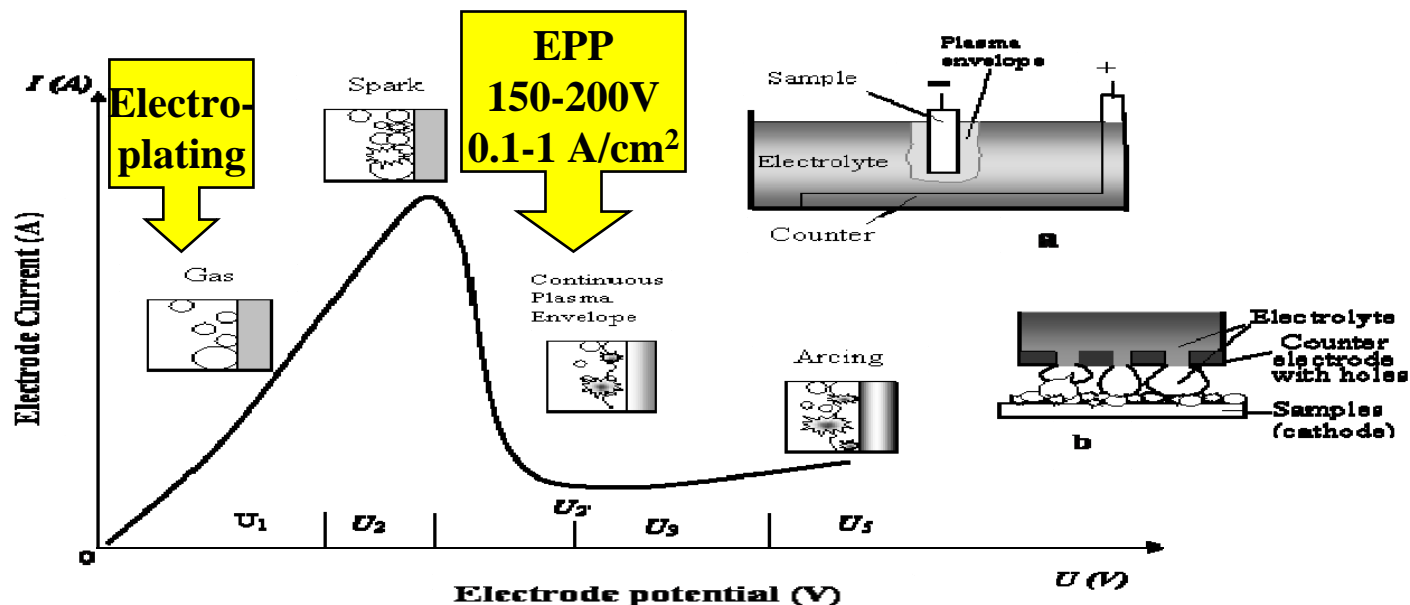 I (A)
Electro-
plating
Spark
EPP
150-200V
0.1-1 A/cm²
Electrode Current (A)
Gas
Continuous
Plasma
Envelope
Arcing
U₁
U₂
U₃
U₅
0
U (V)
Electrode potential (V)
Sample
Plasma
envelope
−
+
Electrolyte
Counter
a
Electrolyte
Counter
electrode
with holes
Samples
(cathode)
b